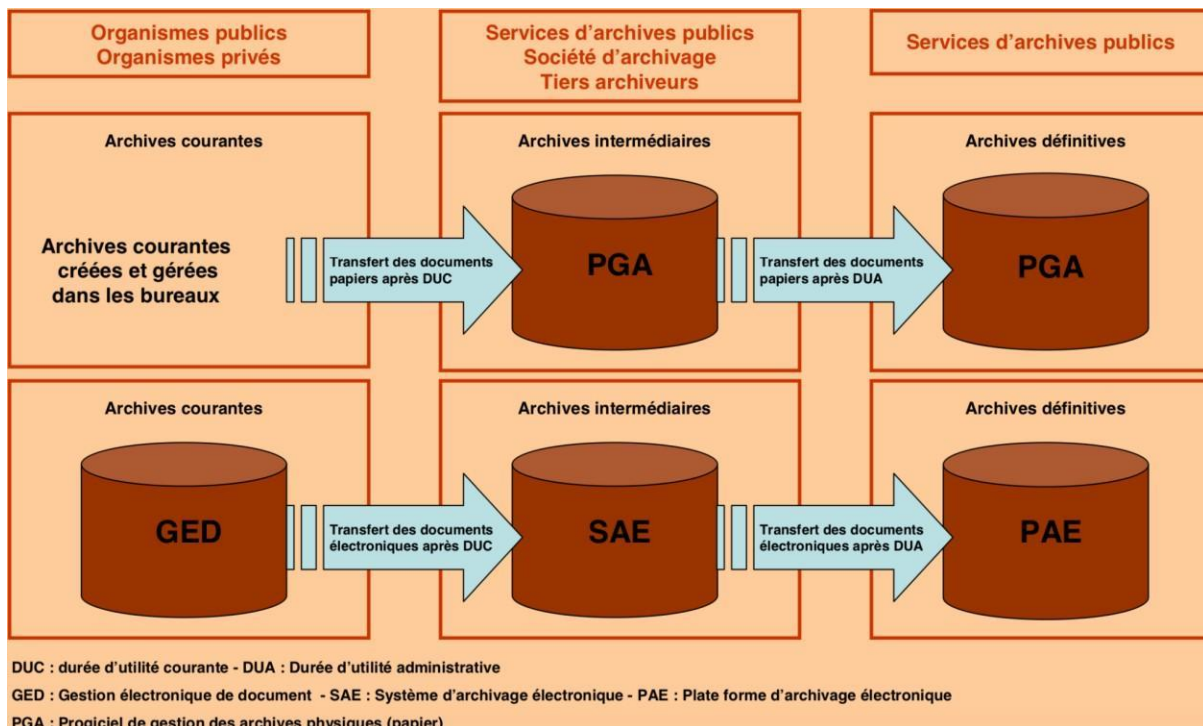 Organismes publics
Organismes privés
Services d'archives publics
Société d'archivage
Tiers archiveurs
Services d'archives publics
Archives courantes
Archives courantes
créées et gérées
dans les bureaux
Transfert des documents
papiers après DUC
Archives intermédiaires
PGA
Transfert des documents
papiers après DUA
Archives définitives
PGA
Archives courantes
GED
Transfert des documents
électroniques après DUC
Archives intermédiaires
SAE
Transfert des documents
électroniques après DUA
Archives définitives
PAE
DUC : durée d'utilité courante - DUA : Durée d'utilité administrative
GED : Gestion électronique de document - SAE : Système d'archivage électronique - PAE : Plate forme d'archivage électronique
PGA : Progiciel de gestion des archives physiques (papier)